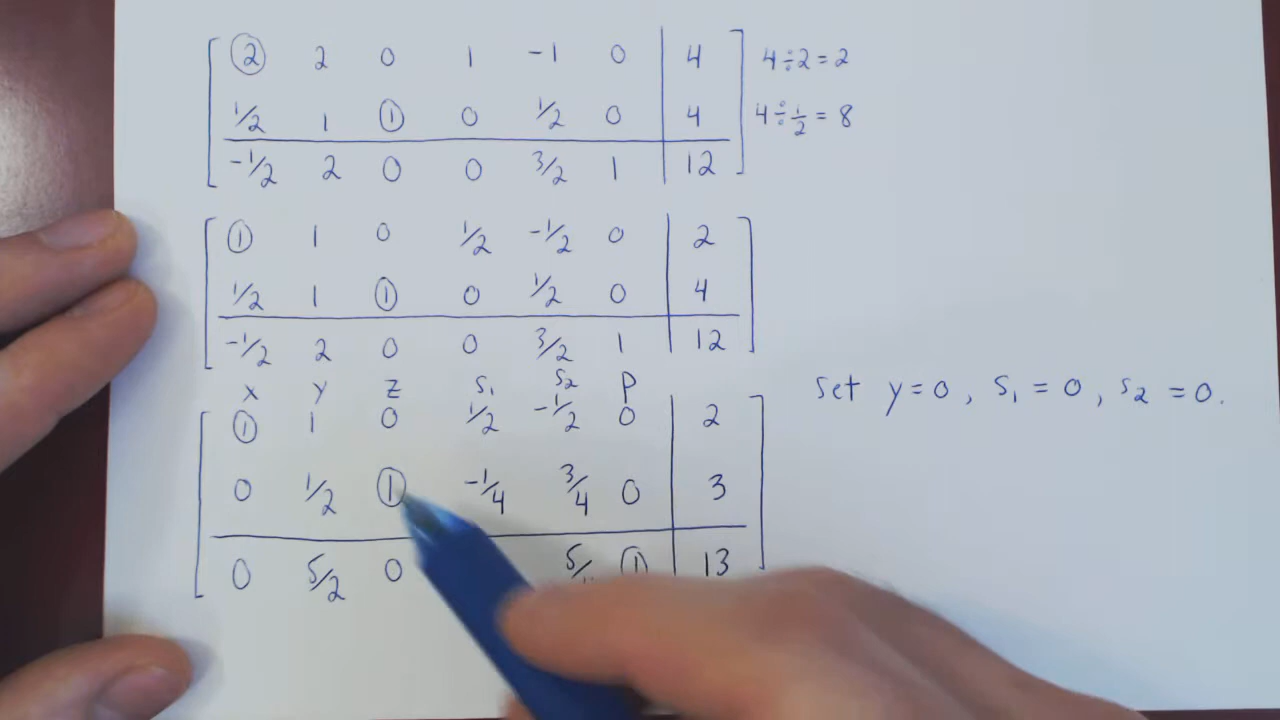 2 2 0 1 -1 0 4 4÷2=2
1/2 1 1 0 1/2 0 4 4÷1/2=8
-1/2 2 0 0 3/2 1 12
1 1 0 1/2 -1/2 0 2
1/2 1 1 0 1/2 0 4
-1/2 2 0 0 3/2 1 12
x y z s1 s2 P
1 1 0 1/2 -1/2 0 2
0 1/2 1 -1/4 3/4 0 3
0 5/2 0 5/ 1 13
set y=0, s1=0, s2=0.